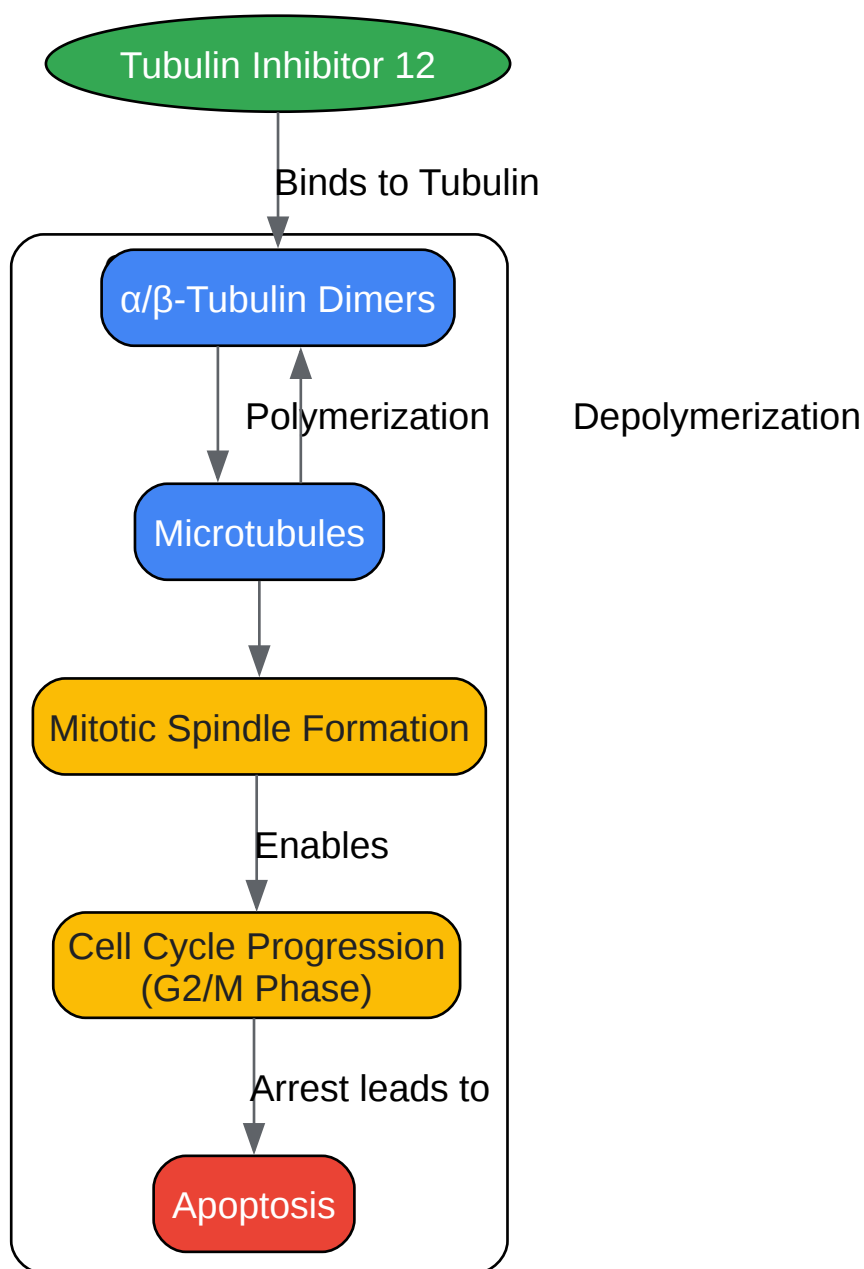 Tubulin Inhibitor 12
Binds to Tubulin
α/β-Tubulin Dimers
Polymerization
Depolymerization
Microtubules
Mitotic Spindle Formation
Enables
Cell Cycle Progression
(G2/M Phase)
Arrest leads to
Apoptosis